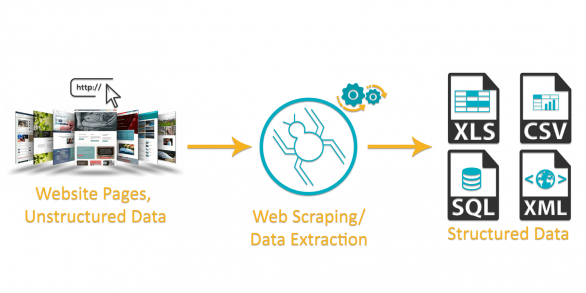 http://
Website Pages,
Unstructured Data
Web Scraping/
Data Extraction
XLS
CSV
SQL
XML
Structured Data